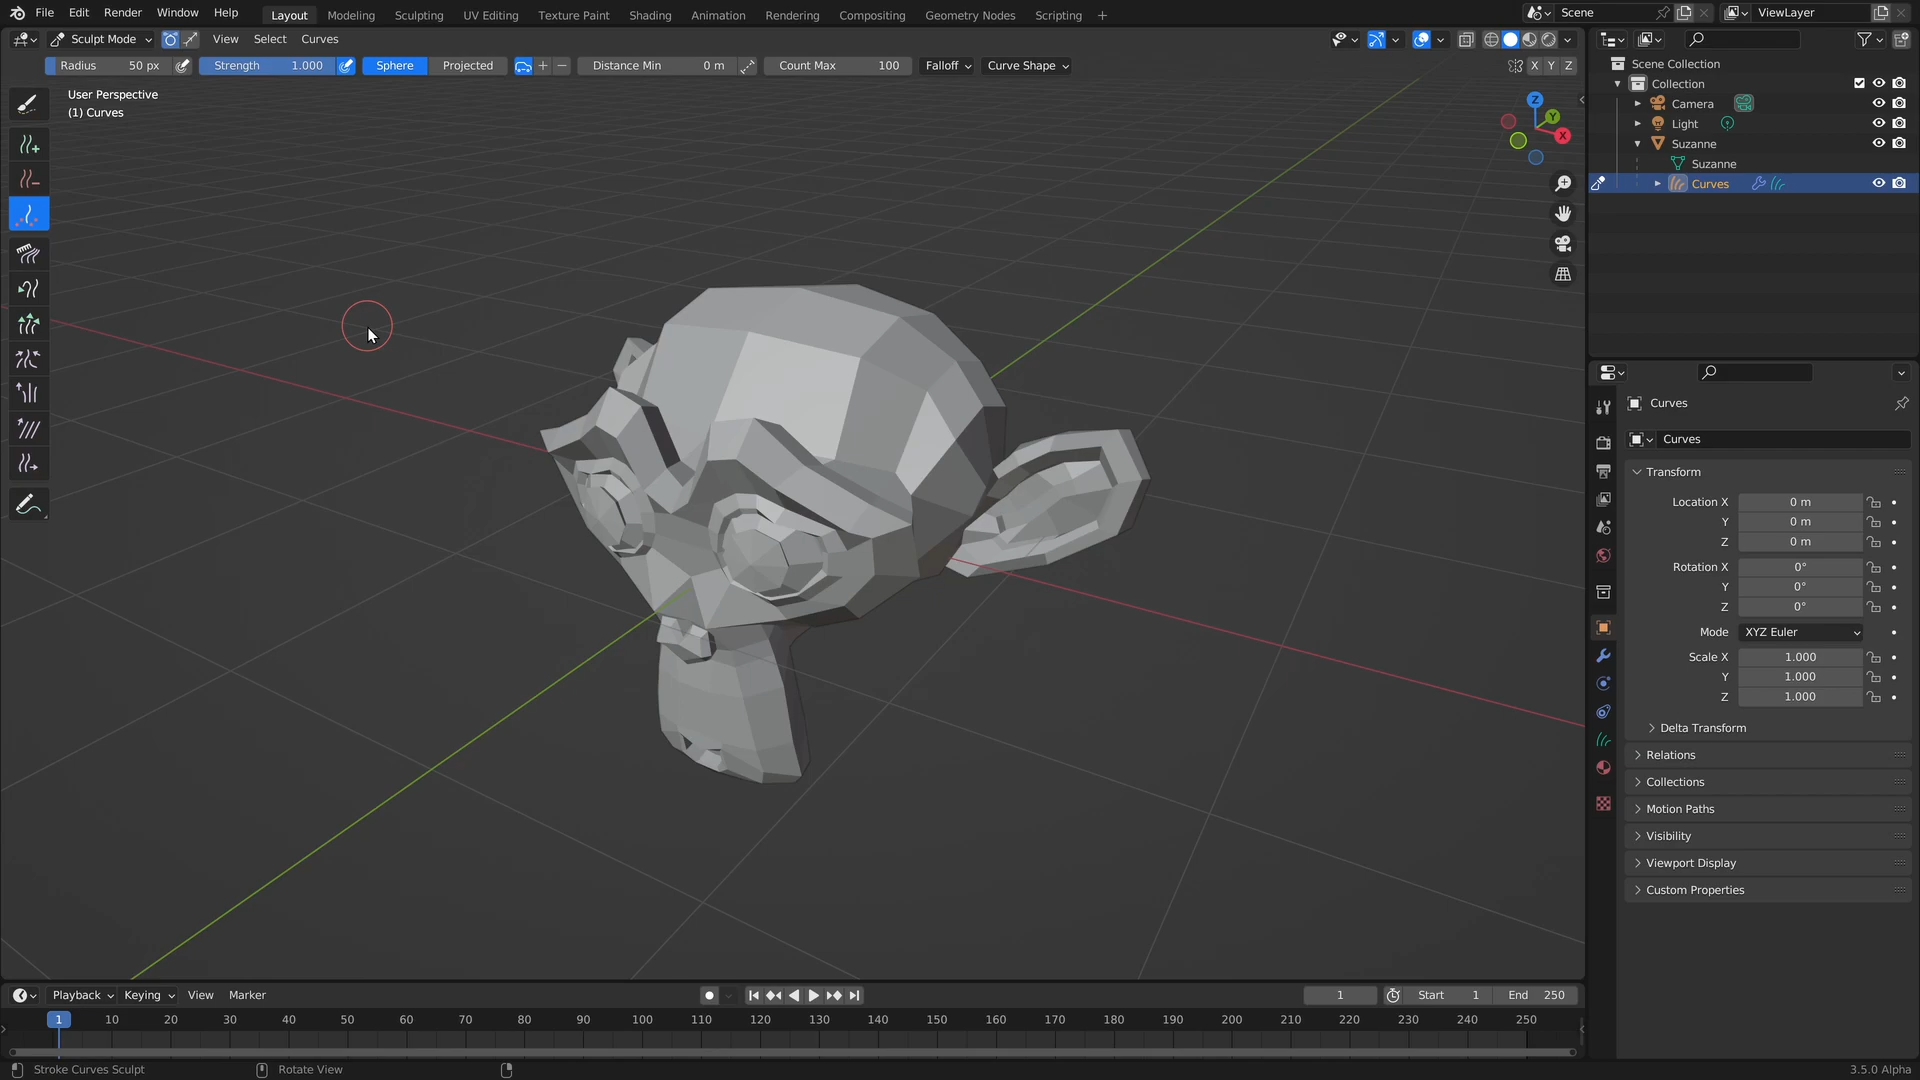 File Edit Render Window Help Layout Modeling Sculpting UV Editing Texture Paint Shading Animation Rendering Compositing Geometry Nodes Scripting + Scene ViewLayer
Sculpt Mode View Select Curves
Radius 50 px Strength 1.000 Sphere Projected Distance Min 0 m Count Max 100 Falloff Curve Shape X Y Z
User Perspective
(1) Curves
Z
Y
X
Scene Collection
Collection
Camera
Light
Suzanne
Suzanne
Curves
Curves
Curves
Transform
Location X 0 m
Y 0 m
Z 0 m
Rotation X 0°
Y 0°
Z 0°
Mode XYZ Euler
Scale X 1.000
Y 1.000
Z 1.000
Delta Transform
Relations
Collections
Motion Paths
Visibility
Viewport Display
Custom Properties
Playback Keying View Marker 1 Start 1 End 250
1 10 20 30 40 50 60 70 80 90 100 110 120 130 140 150 160 170 180 190 200 210 220 230 240 250
Stroke Curves Sculpt Rotate View 3.5.0 Alpha